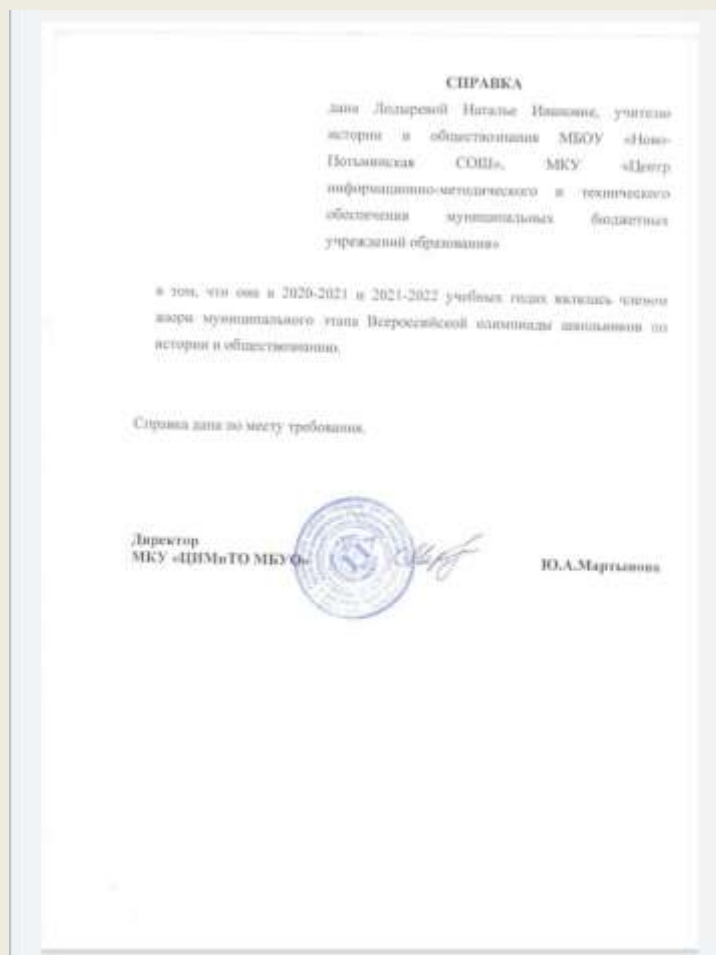 СПРАВКА
дана Лодыревой Наталье Ивановне, учителю
истории и обществознания МБОУ «Ново-
Потьминская СОШ», МКУ «Центр
информационно-методического и технического
обеспечения муниципальных бюджетных
учреждений образования»
в том, что она в 2020-2021 и 2021-2022 учебных годах являлась членом
жюри муниципального этапа Всероссийской олимпиады школьников по
истории и обществознанию.
Справка дана по месту требования.
Директор
МКУ «ЦИМиТО МБУО»
Ю.А.Мартынова